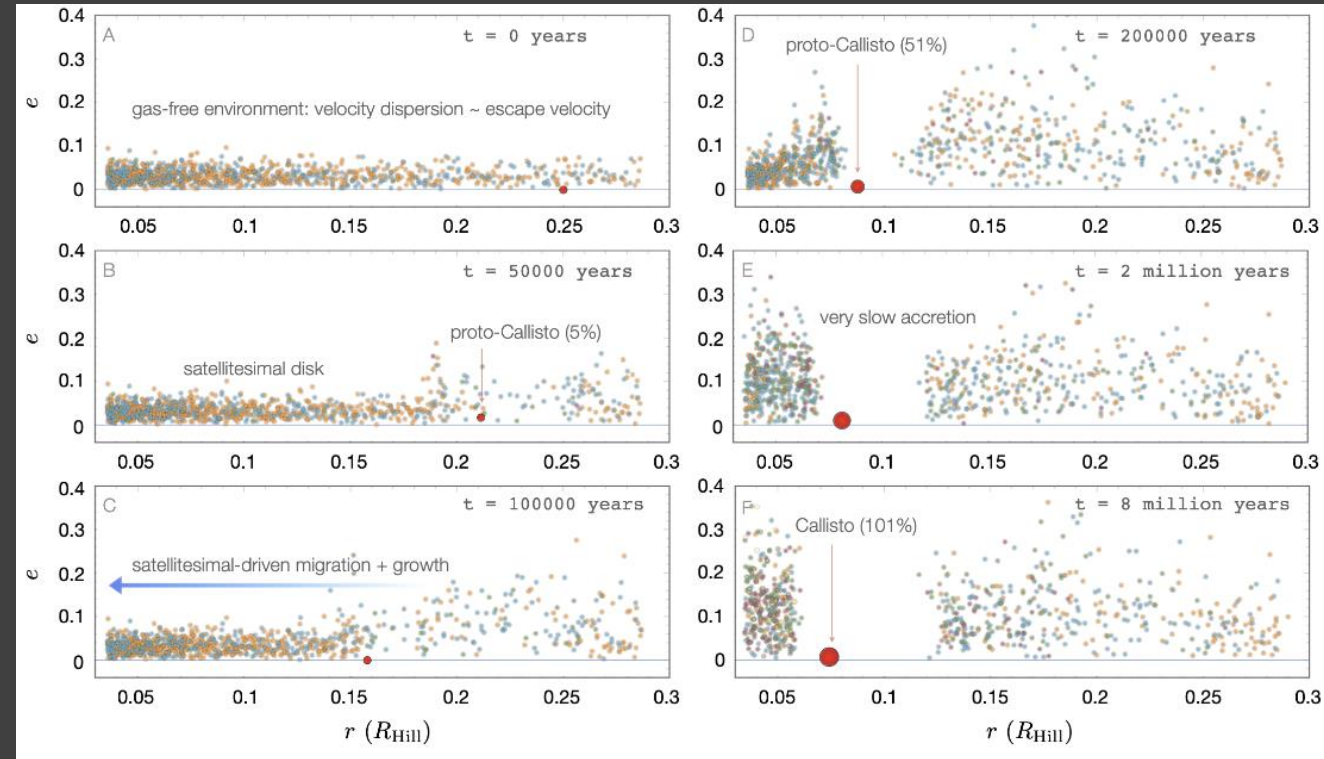 A
t = 0 years
gas-free environment: velocity dispersion ~ escape velocity
e
0.4
0.3
0.2
0.1
0
0.05 0.1 0.15 0.2 0.25 0.3
B
t = 50000 years
proto-Callisto (5%)
satellitesimal disk
e
0.4
0.3
0.2
0.1
0
0.05 0.1 0.15 0.2 0.25 0.3
C
t = 100000 years
satellitesimal-driven migration + growth
e
0.4
0.3
0.2
0.1
0
0.05 0.1 0.15 0.2 0.25 0.3
r (R_Hill)
D
t = 200000 years
proto-Callisto (51%)
0.4
0.3
0.2
0.1
0
0.05 0.1 0.15 0.2 0.25 0.3
E
t = 2 million years
very slow accretion
0.4
0.3
0.2
0.1
0
0.05 0.1 0.15 0.2 0.25 0.3
F
t = 8 million years
Callisto (101%)
0.4
0.3
0.2
0.1
0
0.05 0.1 0.15 0.2 0.25 0.3
r (R_Hill)